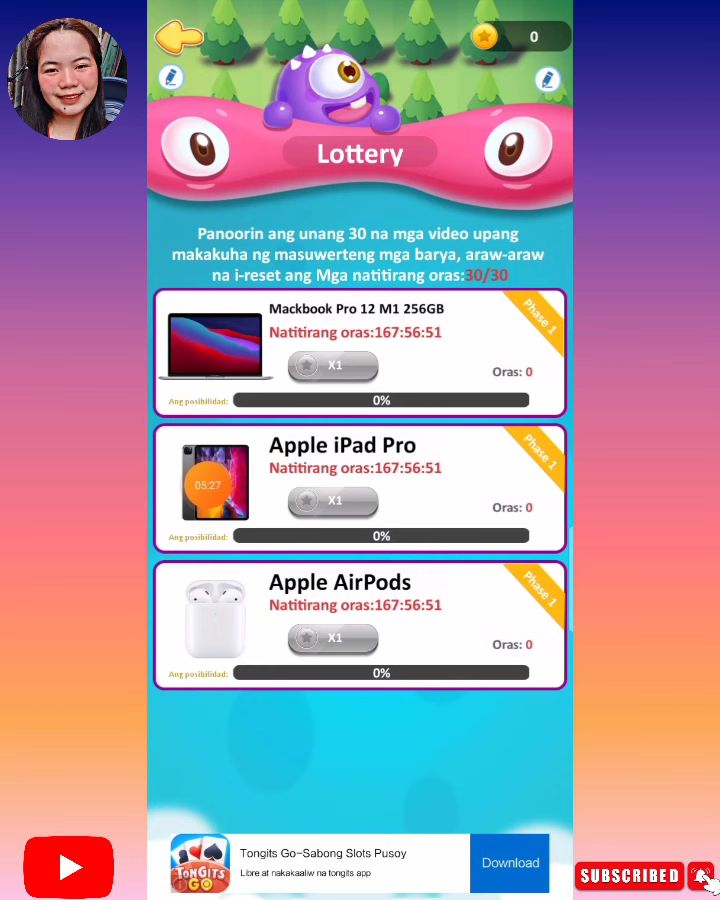 0
Lottery
Panoorin ang unang 30 na mga video upang
makakuha ng masuwerteng mga barya, araw-araw
na i-reset ang Mga natitirang oras:30/30
Phase 1
Mackbook Pro 12 M1 256GB
Natitirang oras:167:56:51
X1
Oras: 0
Ang posibilidad:
0%
Phase 1
Apple iPad Pro
Natitirang oras:167:56:51
05:27
X1
Oras: 0
Ang posibilidad:
0%
Phase 1
Apple AirPods
Natitirang oras:167:56:51
X1
Oras: 0
Ang posibilidad:
0%
TONGITS
GO
Tongits Go-Sabong Slots Pusoy
Libre at nakakaaliw na tongits app
Download
SUBSCRIBED